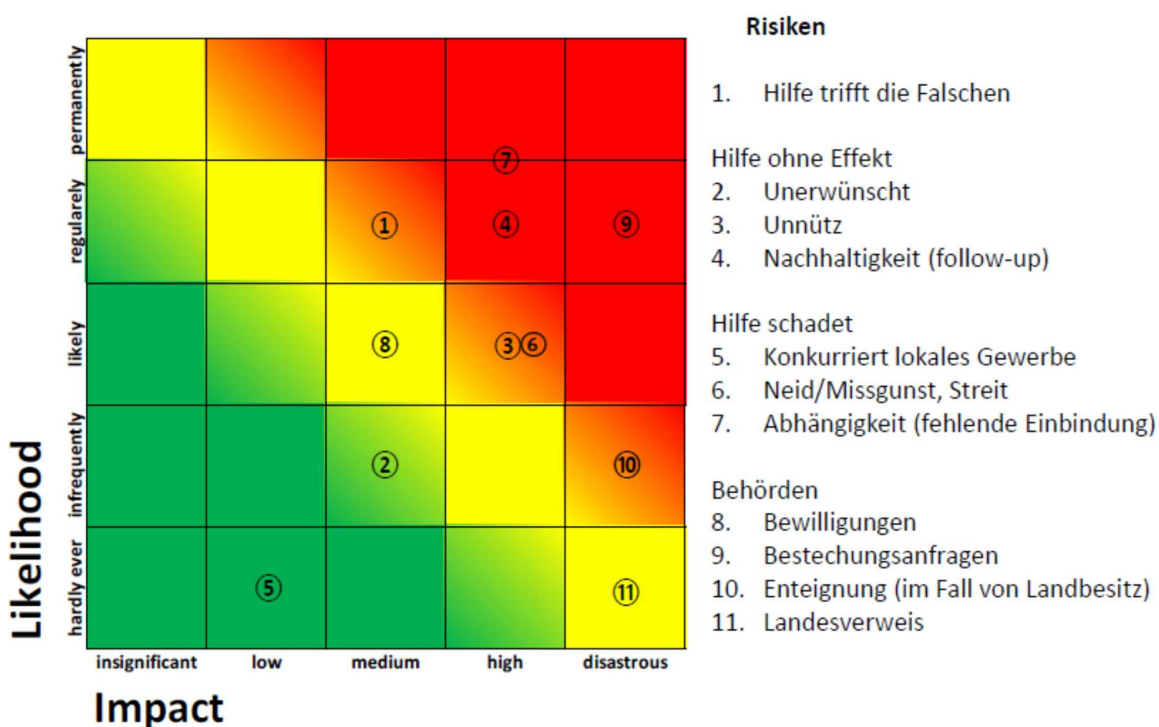 Risiken
1. Hilfe trifft die Falschen
Hilfe ohne Effekt
2. Unerwünscht
3. Unnütz
4. Nachhaltigkeit (follow-up)
Hilfe schadet
5. Konkurriert lokales Gewerbe
6. Neid/Missgunst, Streit
7. Abhängigkeit (fehlende Einbindung)
Behörden
8. Bewilligungen
9. Bestechungsanfragen
10. Enteignung (im Fall von Landbesitz)
11. Landesverweis
Likelihood
permanently
regularely
likely
infrequently
hardly ever
7
1 4 9
8 3 6
2 10
5 11
insignificant low medium high disastrous
Impact